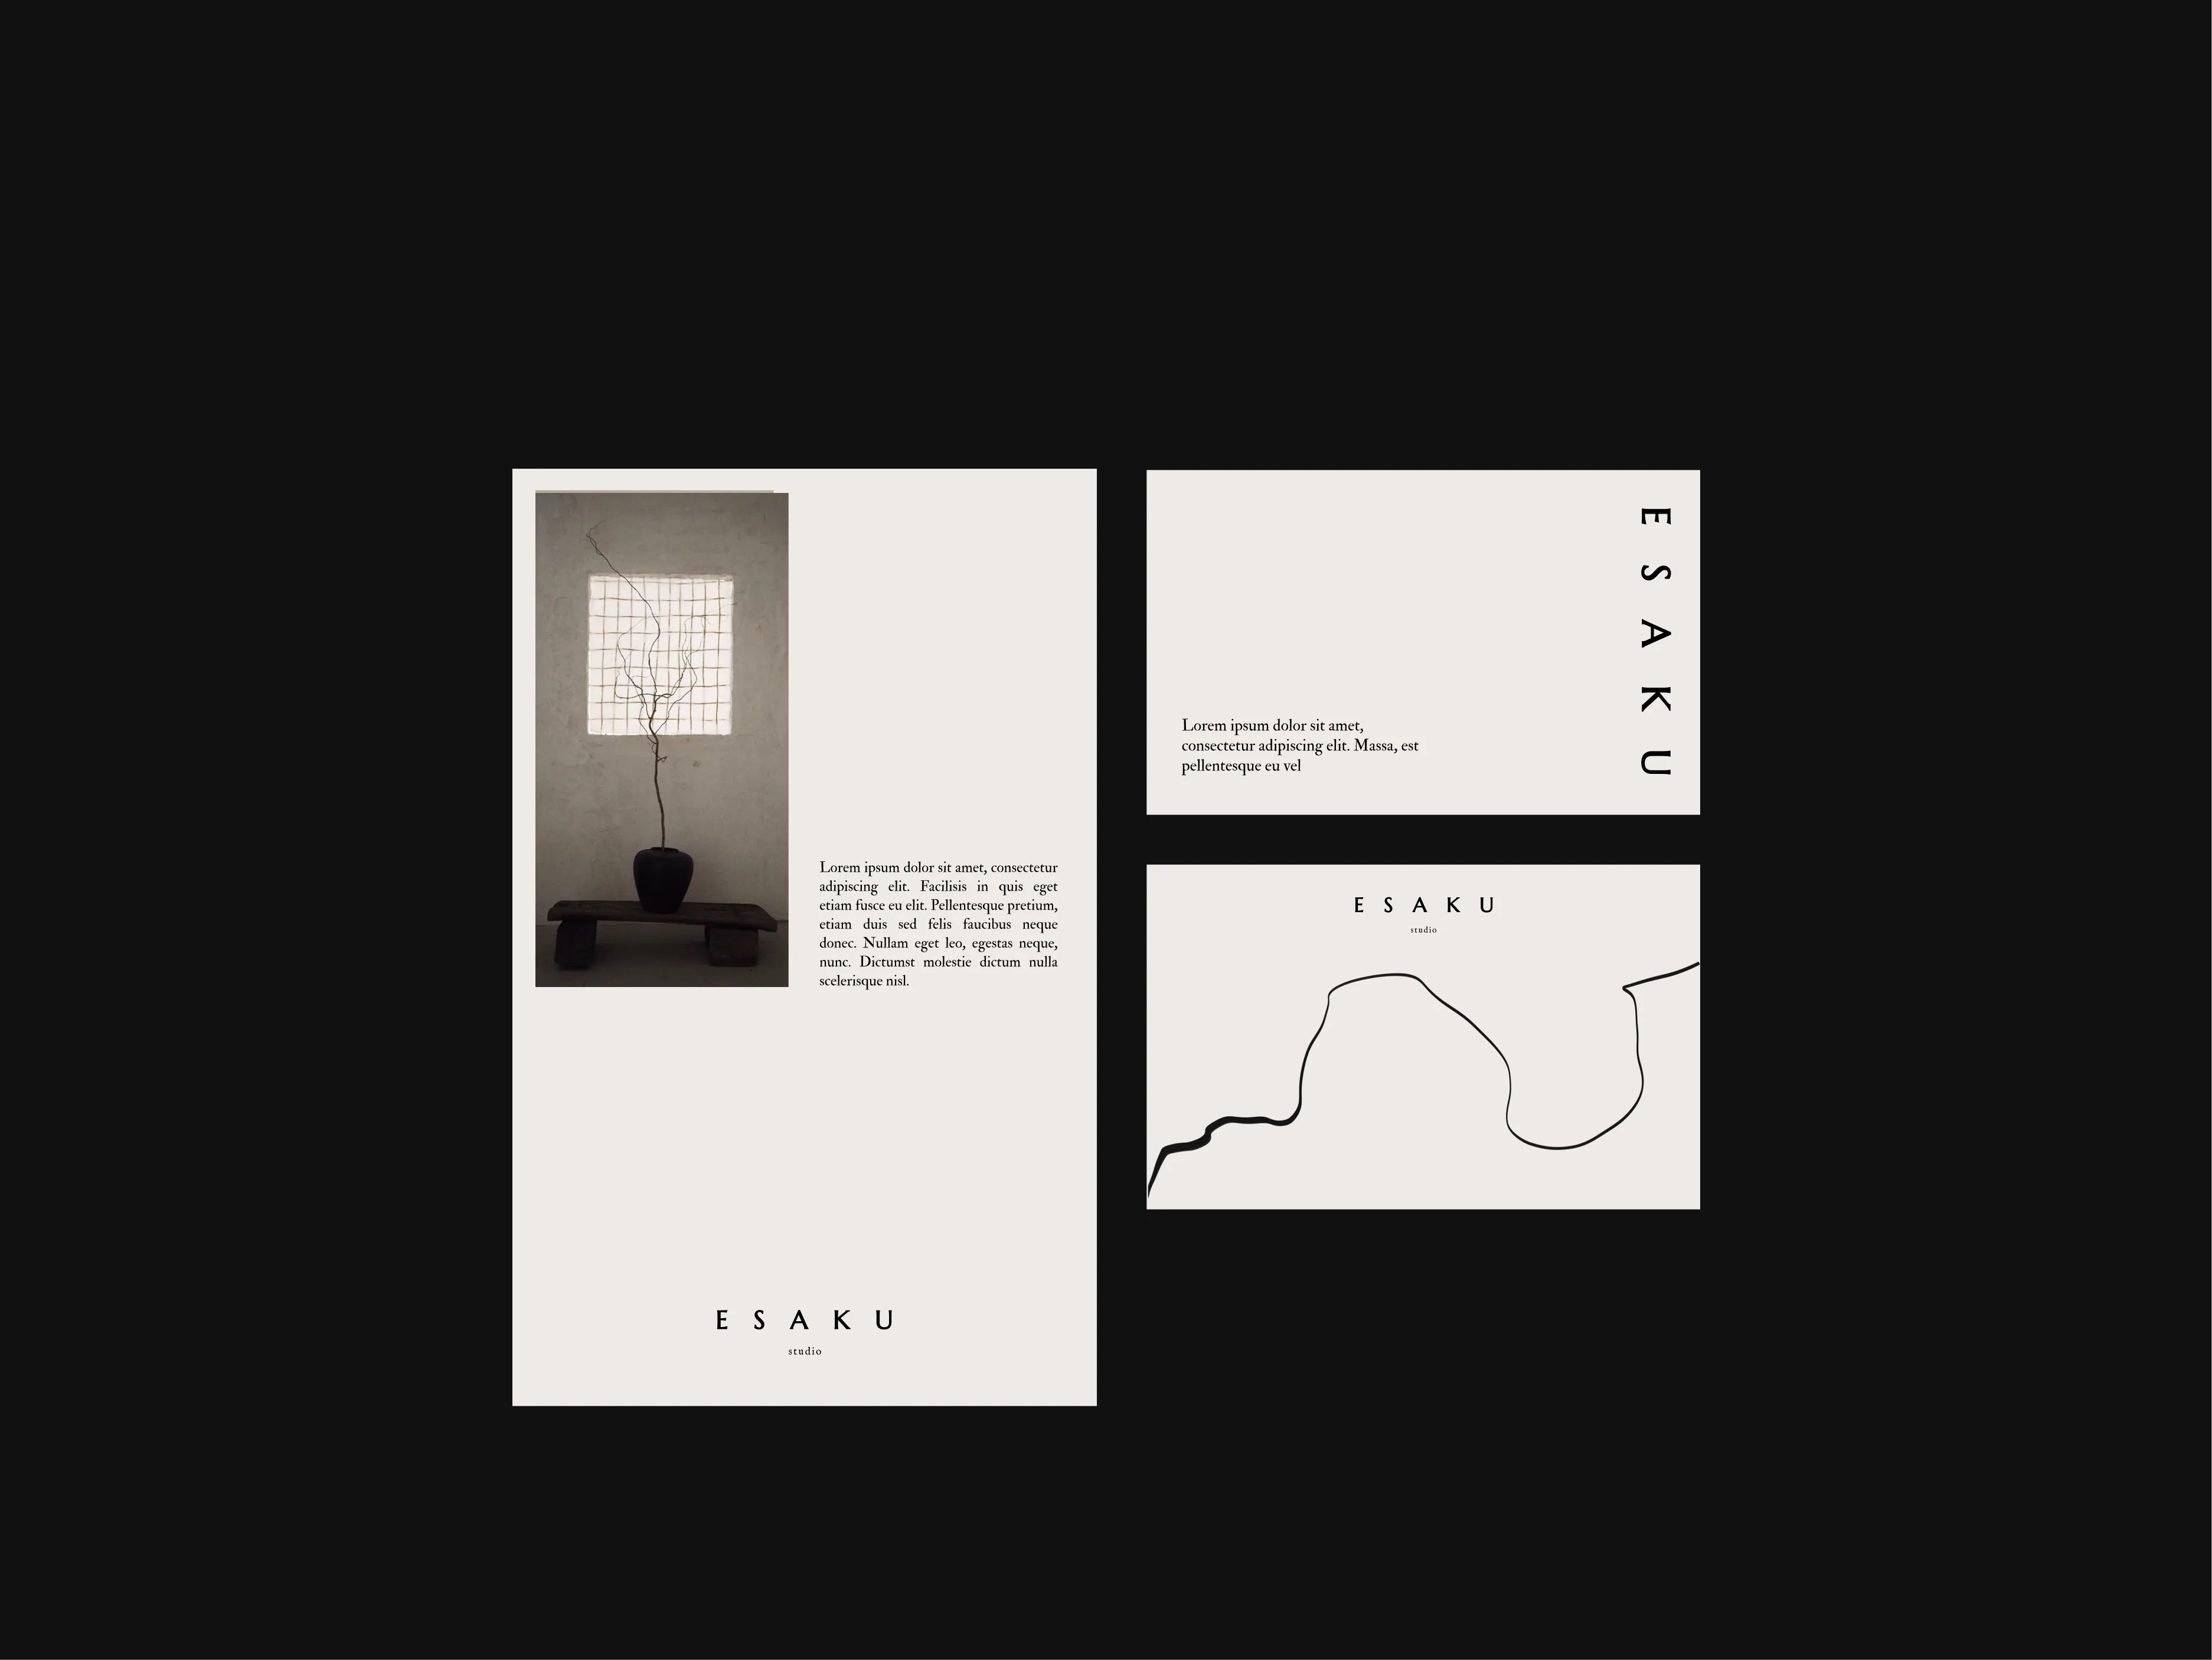 Lorem ipsum dolor sit amet, consectetur
adipiscing elit. Facilisis in quis eget
etiam fusce eu elit. Pellentesque pretium,
etiam duis sed felis faucibus neque
donec. Nullam eget leo, egestas neque,
nunc. Dictumst molestie dictum nulla
scelerisque nisl.
E S A K U
studio
Lorem ipsum dolor sit amet,
consectetur adipiscing elit. Massa, est
pellentesque eu vel
E S A K U
E S A K U
studio